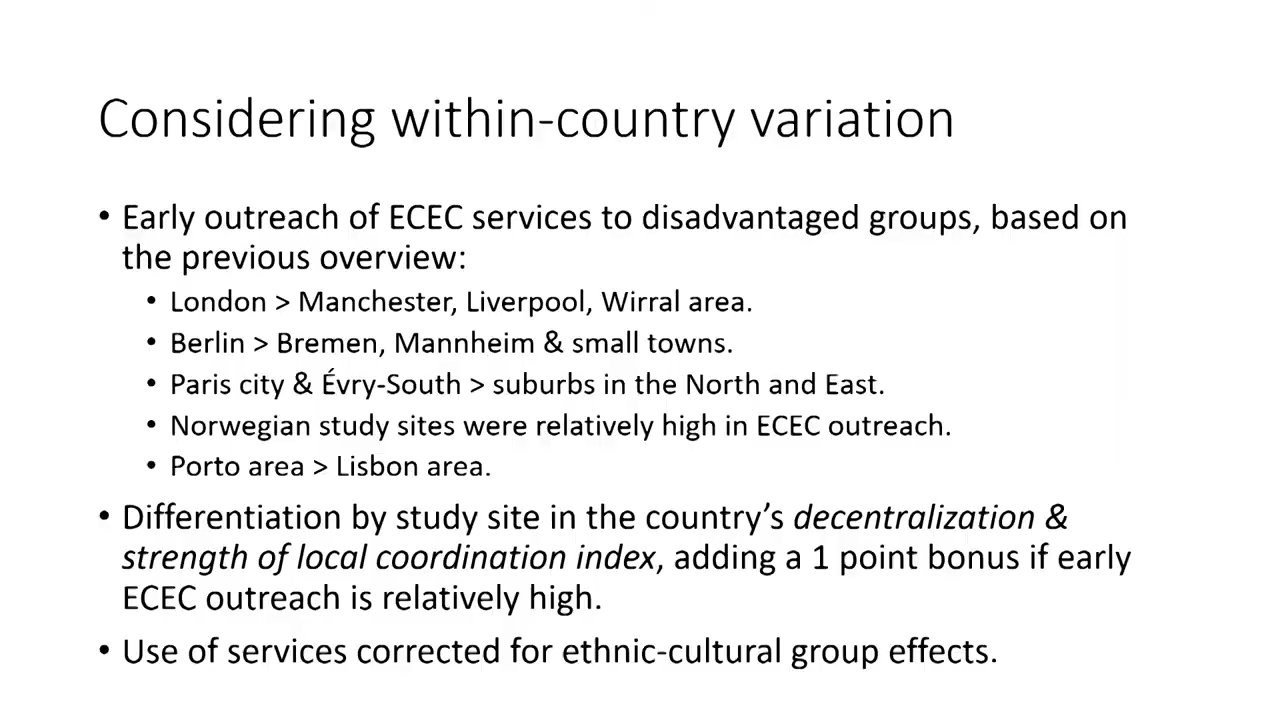 Considering within-country variation
• Early outreach of ECEC services to disadvantaged groups, based on
the previous overview:
• London > Manchester, Liverpool, Wirral area.
• Berlin > Bremen, Mannheim & small towns.
• Paris city & Évry-South > suburbs in the North and East.
• Norwegian study sites were relatively high in ECEC outreach.
• Porto area > Lisbon area.
• Differentiation by study site in the country’s decentralization &
strength of local coordination index, adding a 1 point bonus if early
ECEC outreach is relatively high.
• Use of services corrected for ethnic-cultural group effects.